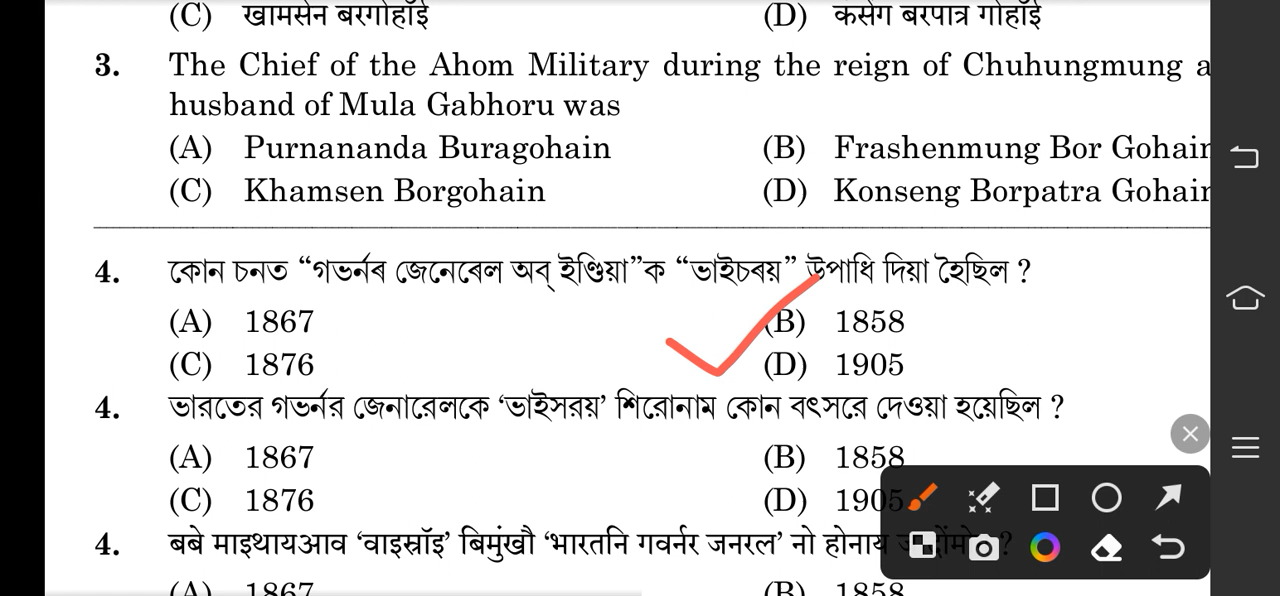 (C) खामसेन बरगोहाँई (D) कंसेंग बरपात्र गोहाँई
3. The Chief of the Ahom Military during the reign of Chuhungmung a
husband of Mula Gabhoru was
(A) Purnananda Buragohain (B) Frashenmung Bor Gohain
(C) Khamsen Borgohain (D) Konseng Borpatra Gohain
4. কোন চনত “গভৰ্নৰ জেনেৰেল অব্ ইণ্ডিয়া”ক “ভাইচৰয়” উপাধি দিয়া হৈছিল ?
(A) 1867 (B) 1858
(C) 1876 (D) 1905
4. ভারতের গভর্নর জেনারেলকে ‘ভাইসরয়’ শিরোনাম কোন বৎসরে দেওয়া হয়েছিল ?
(A) 1867 (B) 1858
(C) 1876 (D) 1905
4. बबे माइथायआव ‘वाइस्रॉइ’ बिमुंखौ ‘भारतनि गवर्नर जनरल’ नो होनाय ?
(A) 1867 (B) 1858